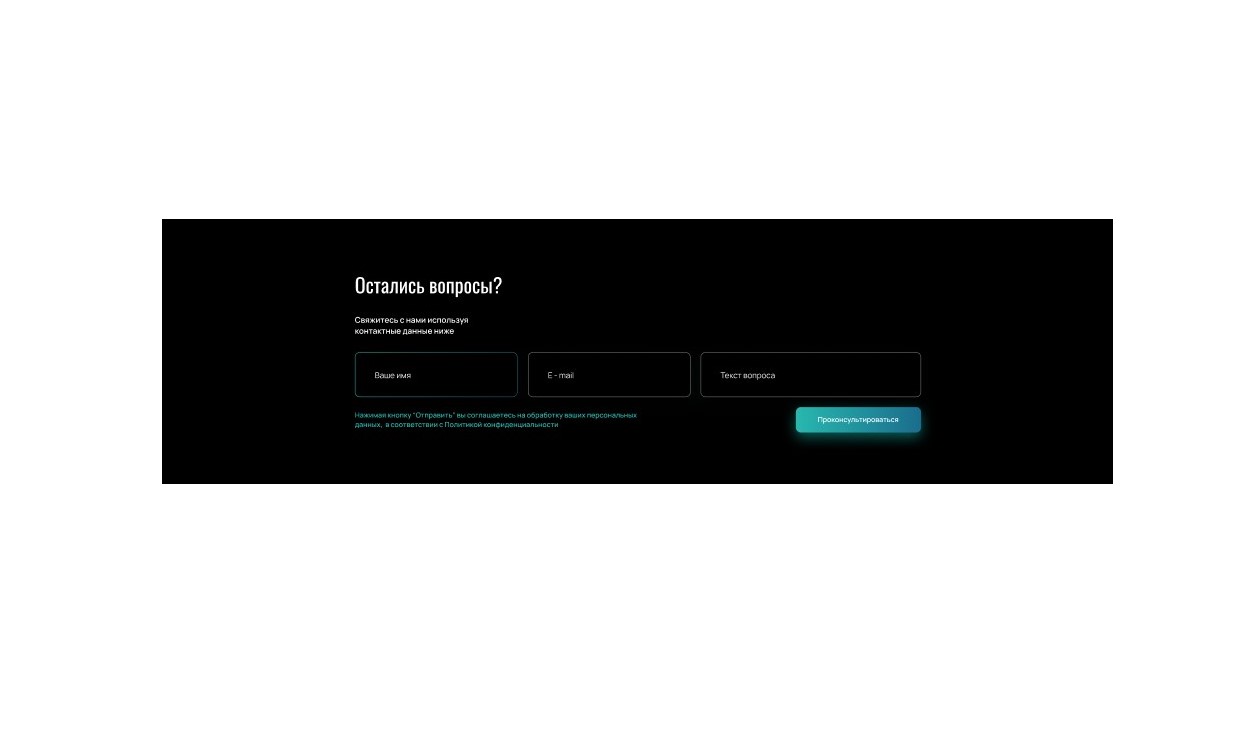 Остались вопросы?
Свяжитесь с нами используя
контактные данные ниже
Ваше имя
E - mail
Текст вопроса
Нажимая кнопку "Отправить" вы соглашаетесь на обработку ваших персональных
данных, в соответствии с Политикой конфиденциальности
Проконсультироваться